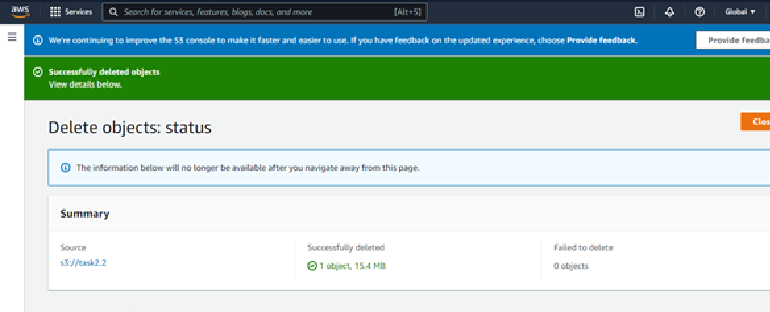 aws Services Search for services, features, blogs, docs, and more [Alt+S] Global
We're continuing to improve the S3 console to make it faster and easier to use. If you have feedback on the updated experience, choose Provide feedback. Provide feedba
Successfully deleted objects
View details below.
Delete objects: status Clos
The information below will no longer be available after you navigate away from this page.
Summary
Source Successfully deleted Failed to delete
s3://task2.2 1 object, 15.4 MB 0 objects